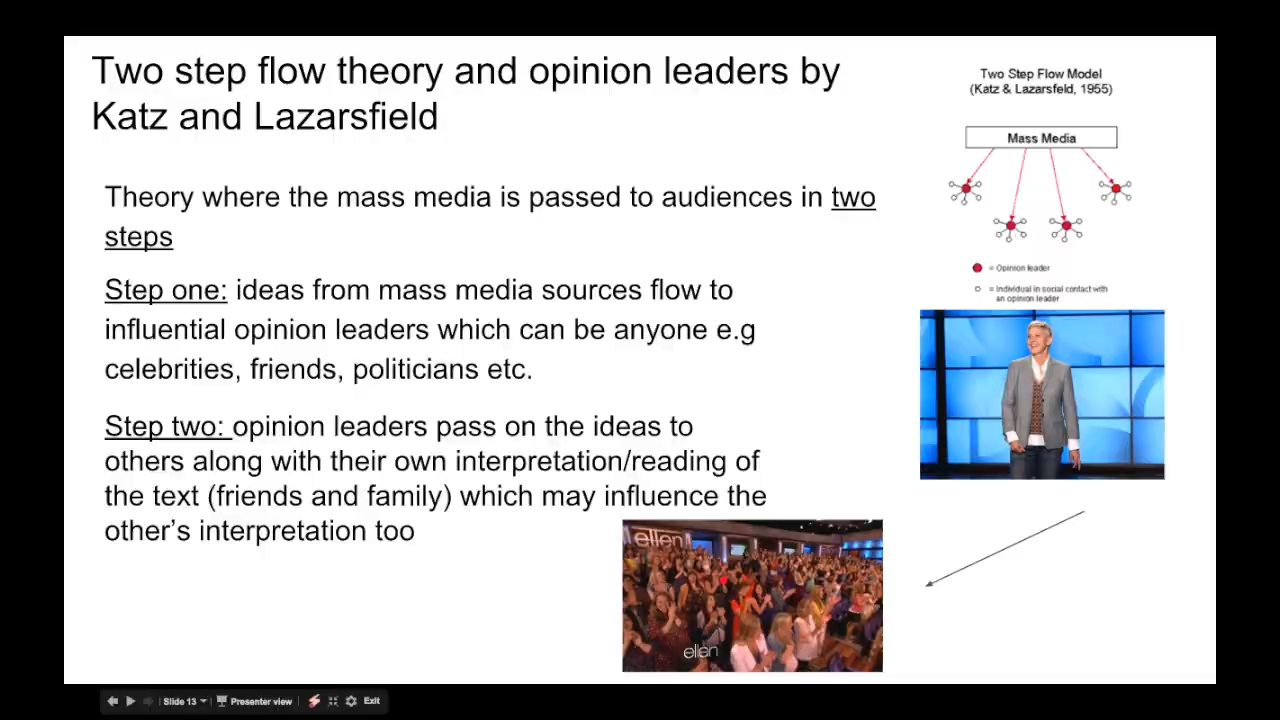 Two step flow theory and opinion leaders by
Katz and Lazarsfield
Theory where the mass media is passed to audiences in two
steps
Step one: ideas from mass media sources flow to
influential opinion leaders which can be anyone e.g
celebrities, friends, politicians etc.
Step two: opinion leaders pass on the ideas to
others along with their own interpretation/reading of
the text (friends and family) which may influence the
other's interpretation too
Two Step Flow Model
(Katz & Lazarsfeld, 1955)
Mass Media
= Opinion leader
= Individual in social contact with
an opinion leader
ellen
ellen
Slide 13
Presenter view
Exit